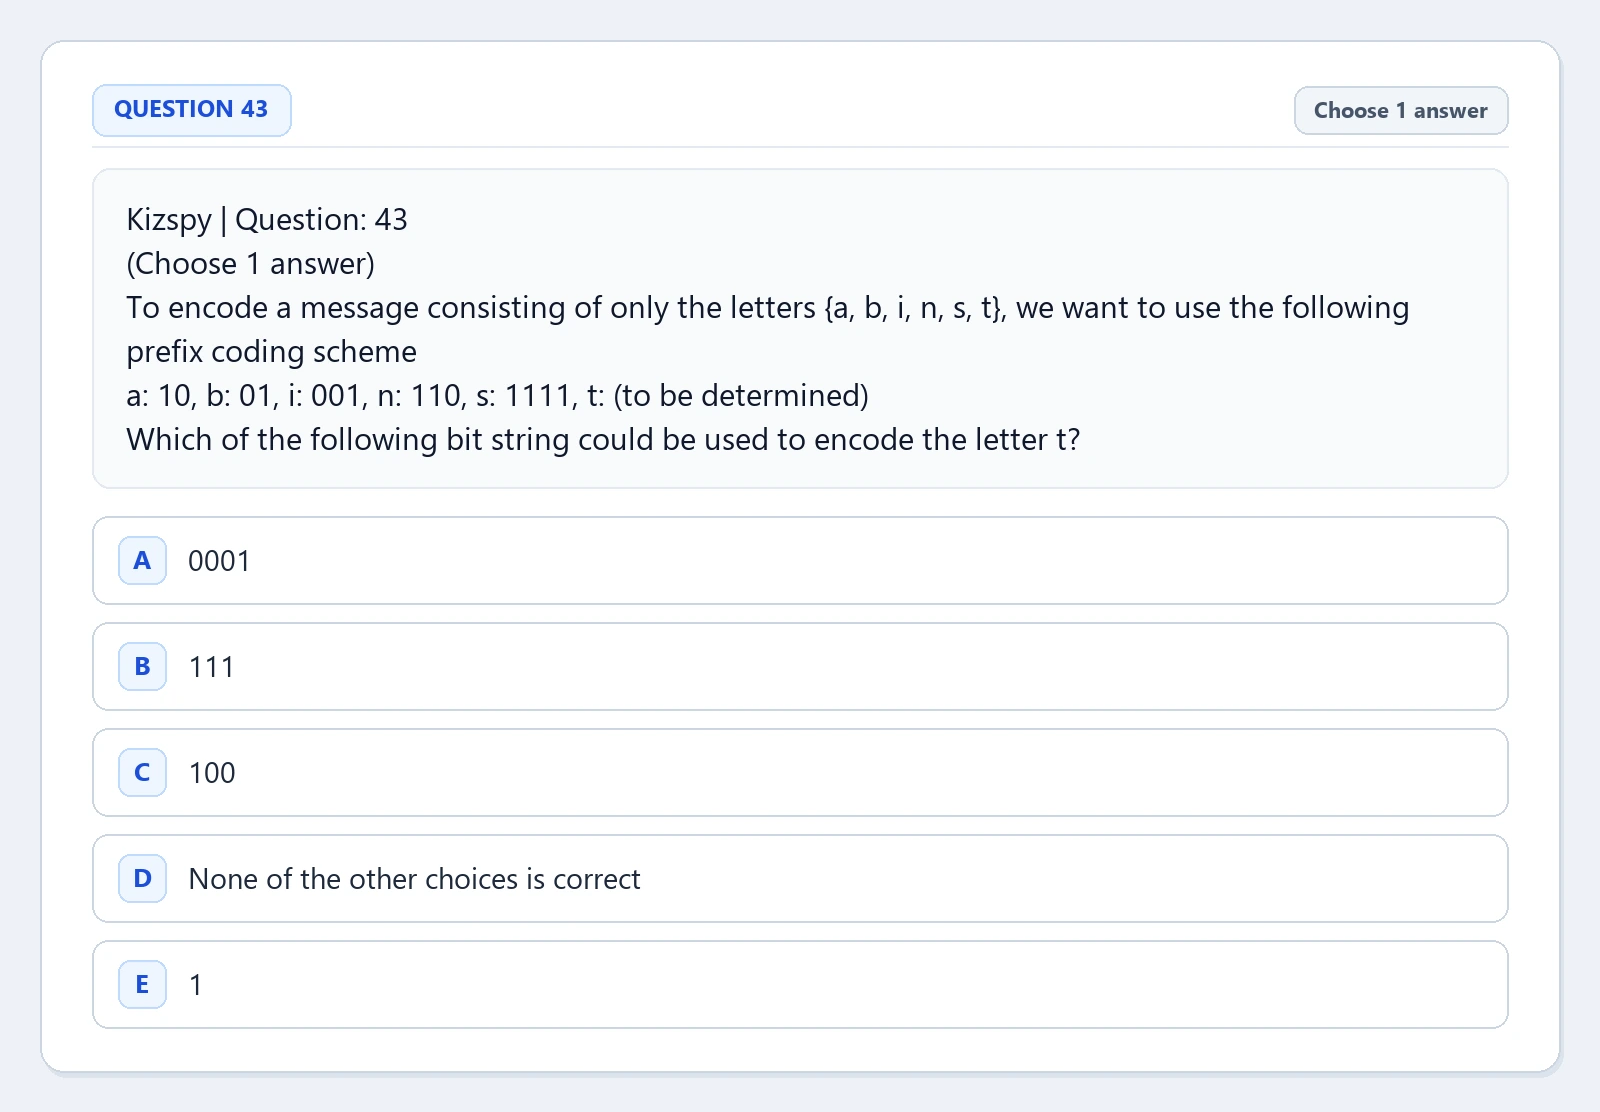 QUESTION 43
Choose 1 answer
Kizspy | Question: 43
(Choose 1 answer)
To encode a message consisting of only the letters {a, b, i, n, s, t}, we want to use the following
prefix coding scheme
a: 10, b: 01, i: 001, n: 110, s: 1111, t: (to be determined)
Which of the following bit string could be used to encode the letter t?
A 0001
B 111
C 100
D None of the other choices is correct
E 1